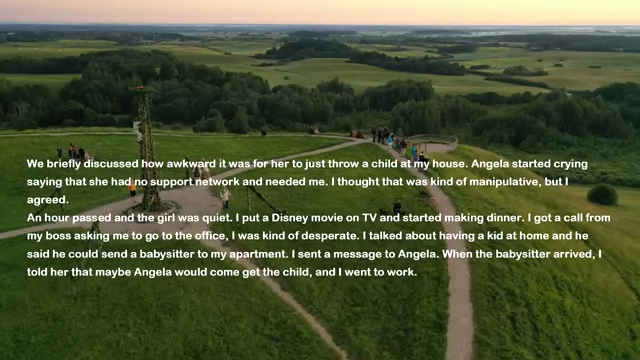 We briefly discussed how awkward it was for her to just throw a child at my house. Angela started crying
saying that she had no support network and needed me. I thought that was kind of manipulative, but I
agreed.
An hour passed and the girl was quiet. I put a Disney movie on TV and started making dinner. I got a call from
my boss asking me to go to the office, I was kind of desperate. I talked about having a kid at home and he
said he could send a babysitter to my apartment. I sent a message to Angela. When the babysitter arrived, I
told her that maybe Angela would come get the child, and I went to work.